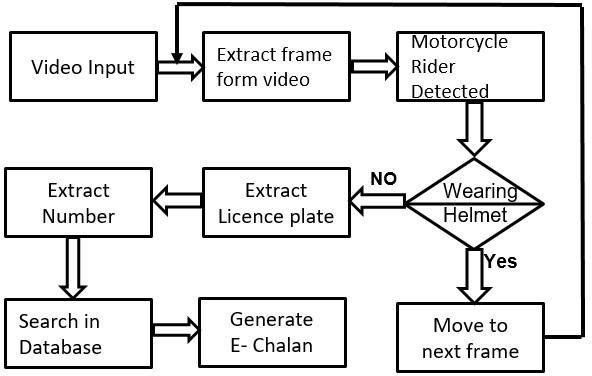 Video Input
Extract frame
form video
Motorcycle
Rider
Detected
Wearing
Helmet
NO
Yes
Extract
Licence plate
Extract
Number
Search in
Database
Generate
E- Chalan
Move to
next frame